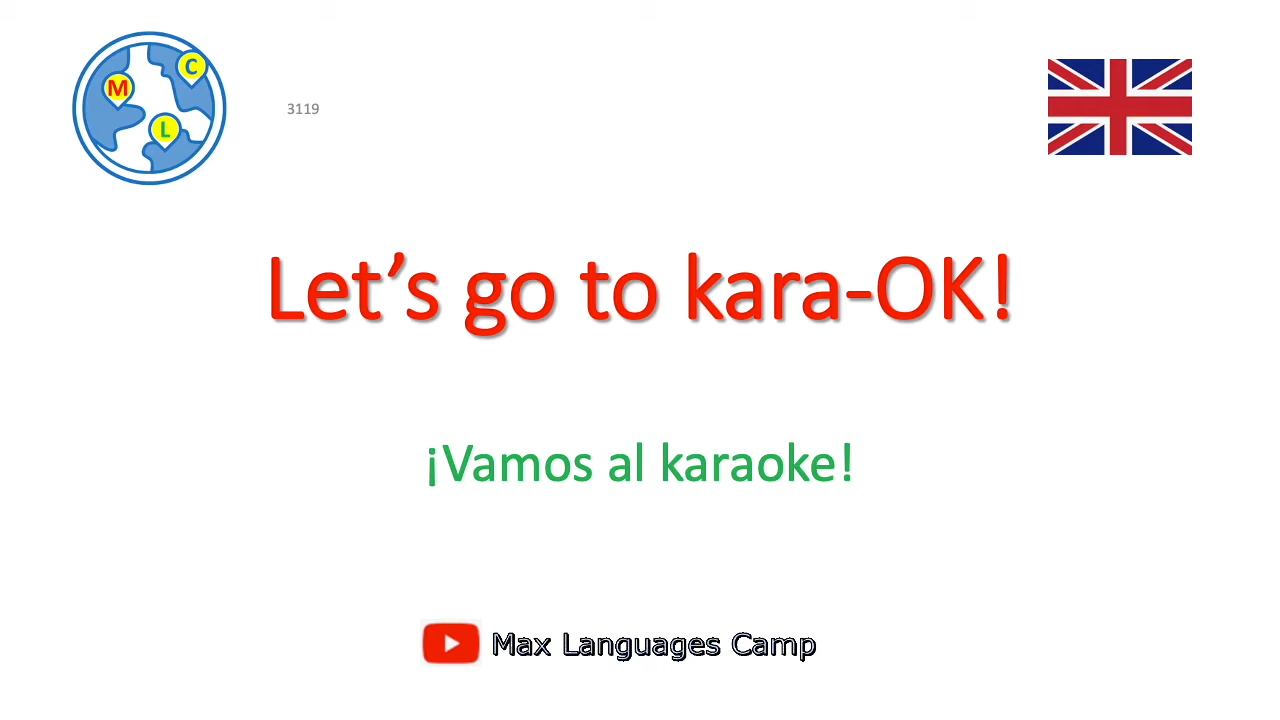 M
C
L
3119
Let’s go to kara-OK!
¡Vamos al karaoke!
Max Languages Camp